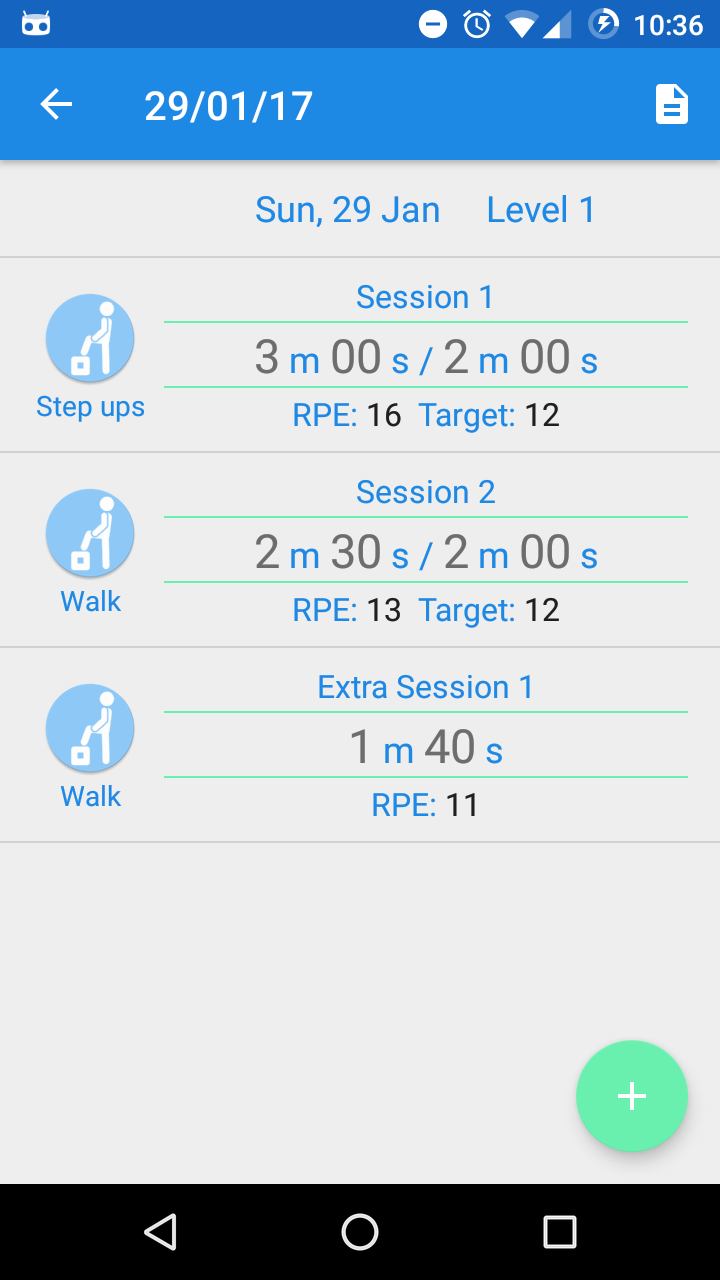 10:36
29/01/17
Sun, 29 Jan Level 1
Session 1
3 m 00 s / 2 m 00 s
Step ups
RPE: 16 Target: 12
Session 2
2 m 30 s / 2 m 00 s
Walk
RPE: 13 Target: 12
Extra Session 1
1 m 40 s
Walk
RPE: 11